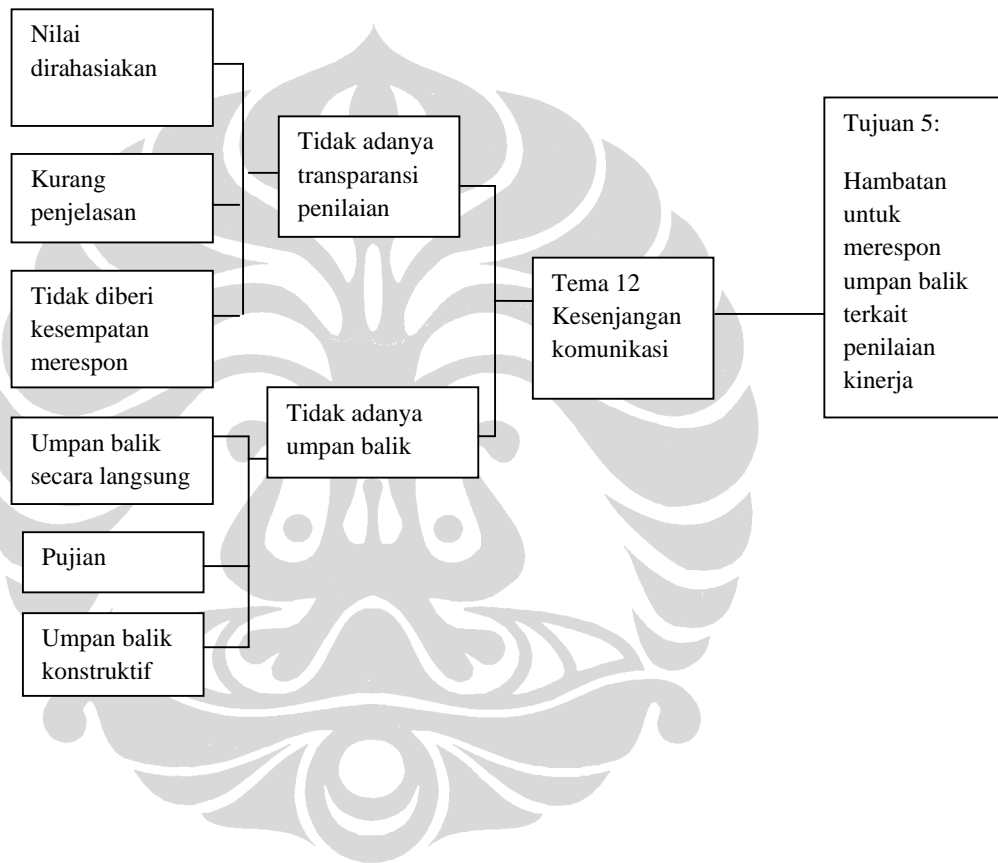 Nilai
dirahasiakan
Kurang
penjelasan
Tidak diberi
kesempatan
merespon
Umpan balik
secara langsung
Pujian
Umpan balik
konstruktif
Tidak adanya
transparansi
penilaian
Tidak adanya
umpan balik
Tema 12
Kesenjangan
komunikasi
Tujuan 5:
Hambatan
untuk
merespon
umpan balik
terkait
penilaian
kinerja